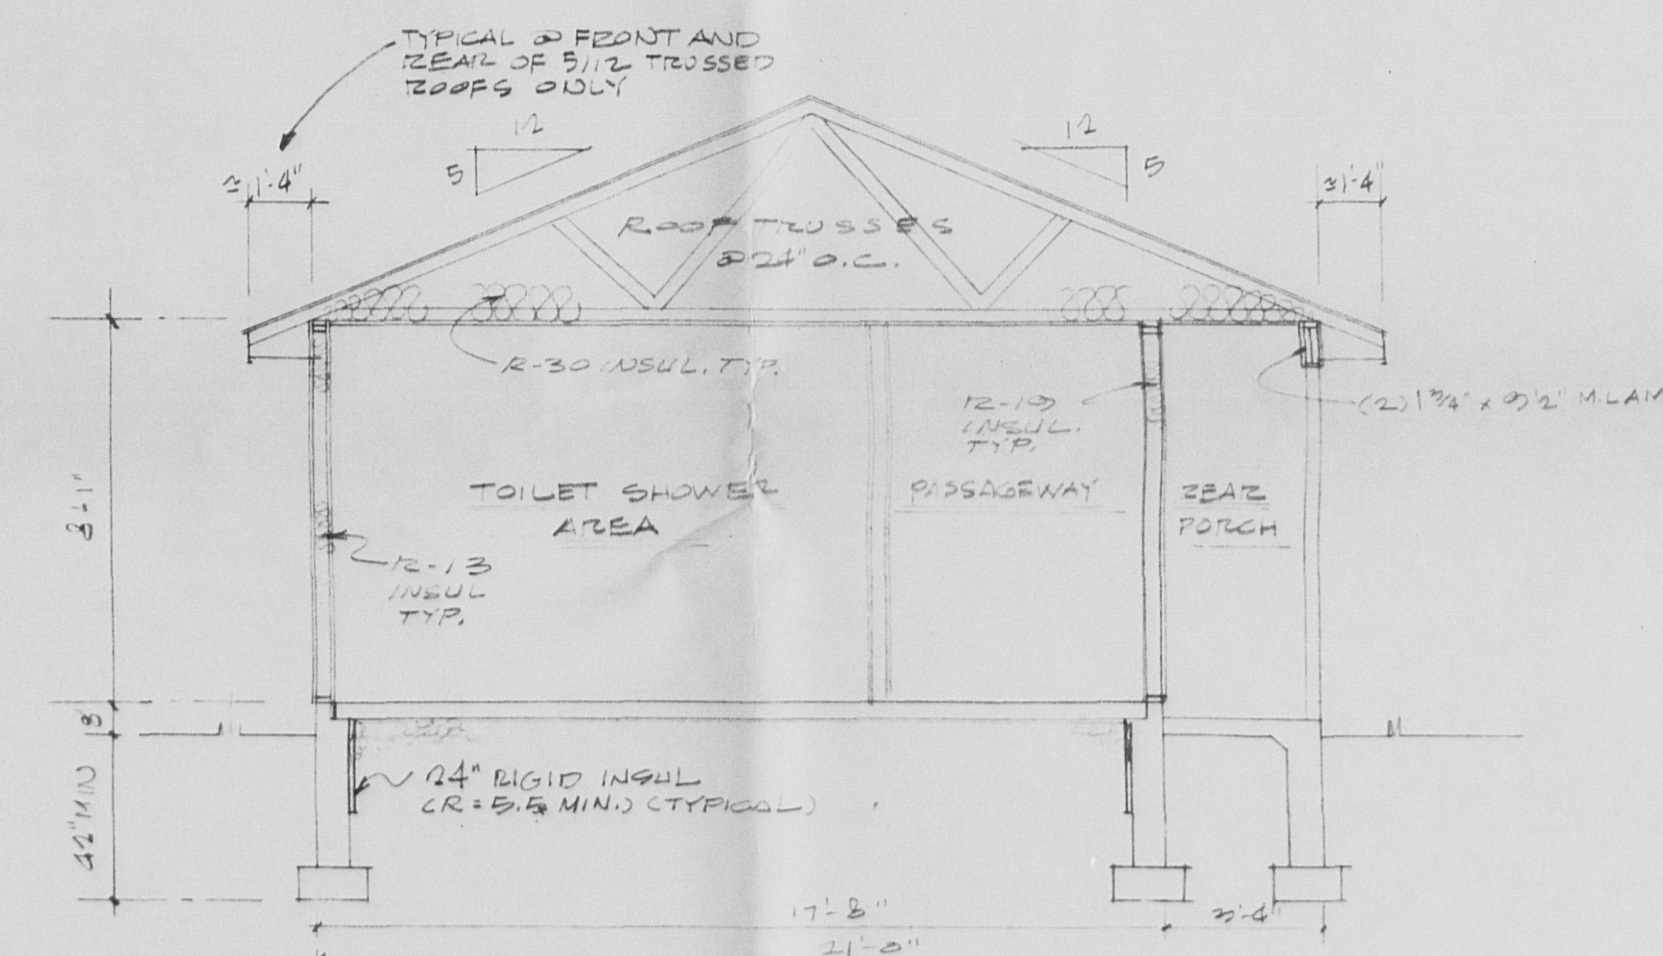 TYPICAL @ FRONT AND
REAR OF 5/12 TRUSSED
ROOFS ONLY
12
5
12
5
≈ 1'-4"
≈ 1'-4"
ROOF TRUSSES
@ 24" O.C.
R-30 INSUL. TYP.
R-19
INSUL.
TYP.
(2) 1 3/4" x 9 1/2" M.LAM
8'-1"
TOILET SHOWER
AREA
PASSAGEWAY
REAR
PORCH
R-13
INSUL
TYP.
8"
42" MIN
24" RIGID INSUL
(R = 5.5 MIN.) (TYPICAL)
17'-8"
3'-4"
21'-0"